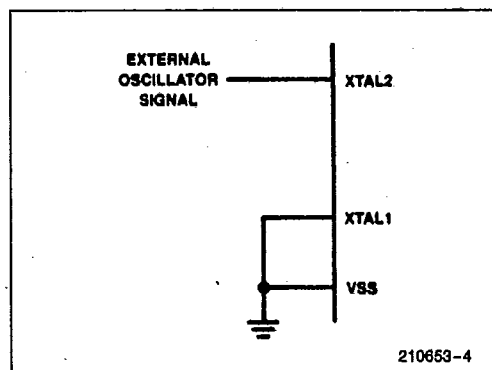 EXTERNAL
OSCILLATOR
SIGNAL
XTAL2
XTAL1
VSS
210653-4